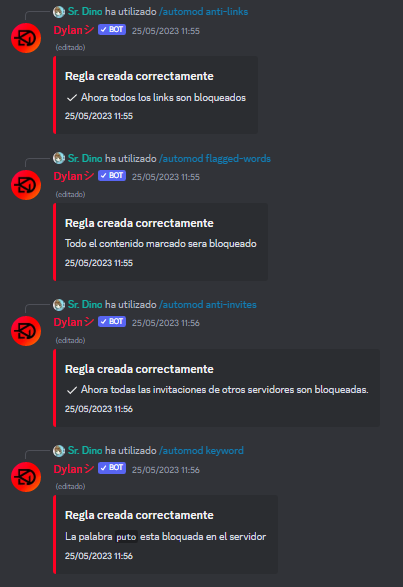 Sr. Dino ha utilizado /automod anti-links
Dylanシ ✓ BOT 25/05/2023 11:55
(editado)
Regla creada correctamente
✓ Ahora todos los links son bloqueados
25/05/2023 11:55
Sr. Dino ha utilizado /automod flagged-words
Dylanシ ✓ BOT 25/05/2023 11:55
(editado)
Regla creada correctamente
Todo el contenido marcado sera bloqueado
25/05/2023 11:55
Sr. Dino ha utilizado /automod anti-invites
Dylanシ ✓ BOT 25/05/2023 11:56
(editado)
Regla creada correctamente
✓ Ahora todas las invitaciones de otros servidores son bloqueadas.
25/05/2023 11:56
Sr. Dino ha utilizado /automod keyword
Dylanシ ✓ BOT 25/05/2023 11:56
(editado)
Regla creada correctamente
La palabra puto esta bloquada en el servidor
25/05/2023 11:56